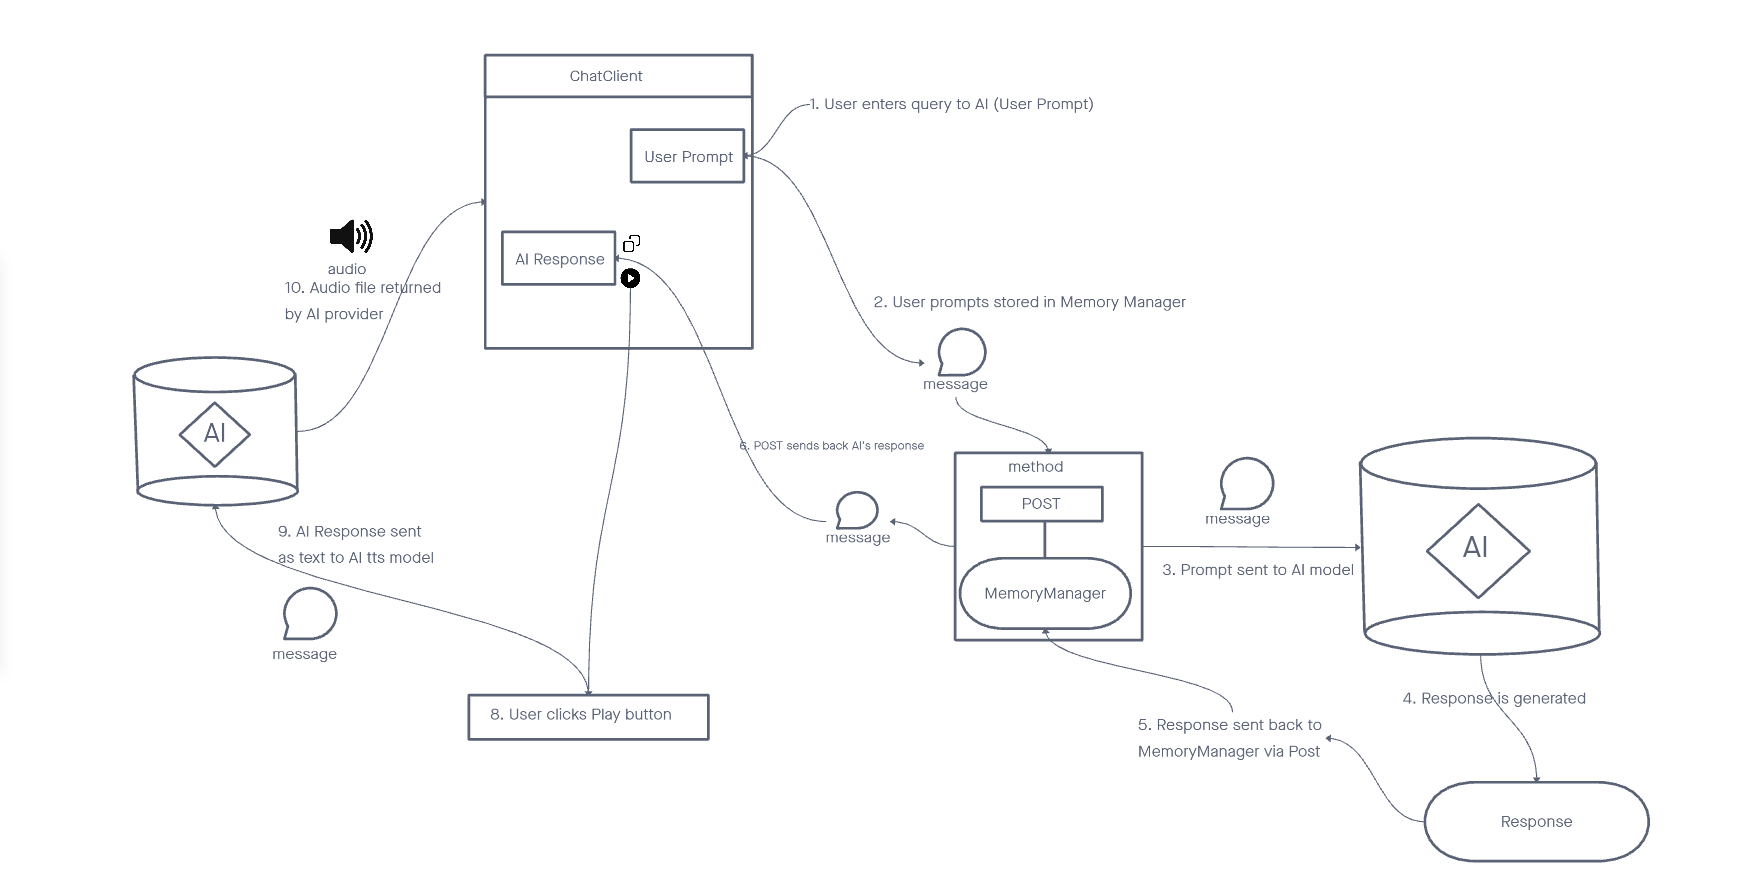 ChatClient
1. User enters query to AI (User Prompt)
User Prompt
AI Response
audio
10. Audio file returned
by AI provider
2. User prompts stored in Memory Manager
message
AI
6. POST sends back AI's response
method
POST
MemoryManager
message
message
3. Prompt sent to AI model
AI
9. AI Response sent
as text to AI tts model
message
8. User clicks Play button
4. Response is generated
5. Response sent back to
MemoryManager via Post
Response